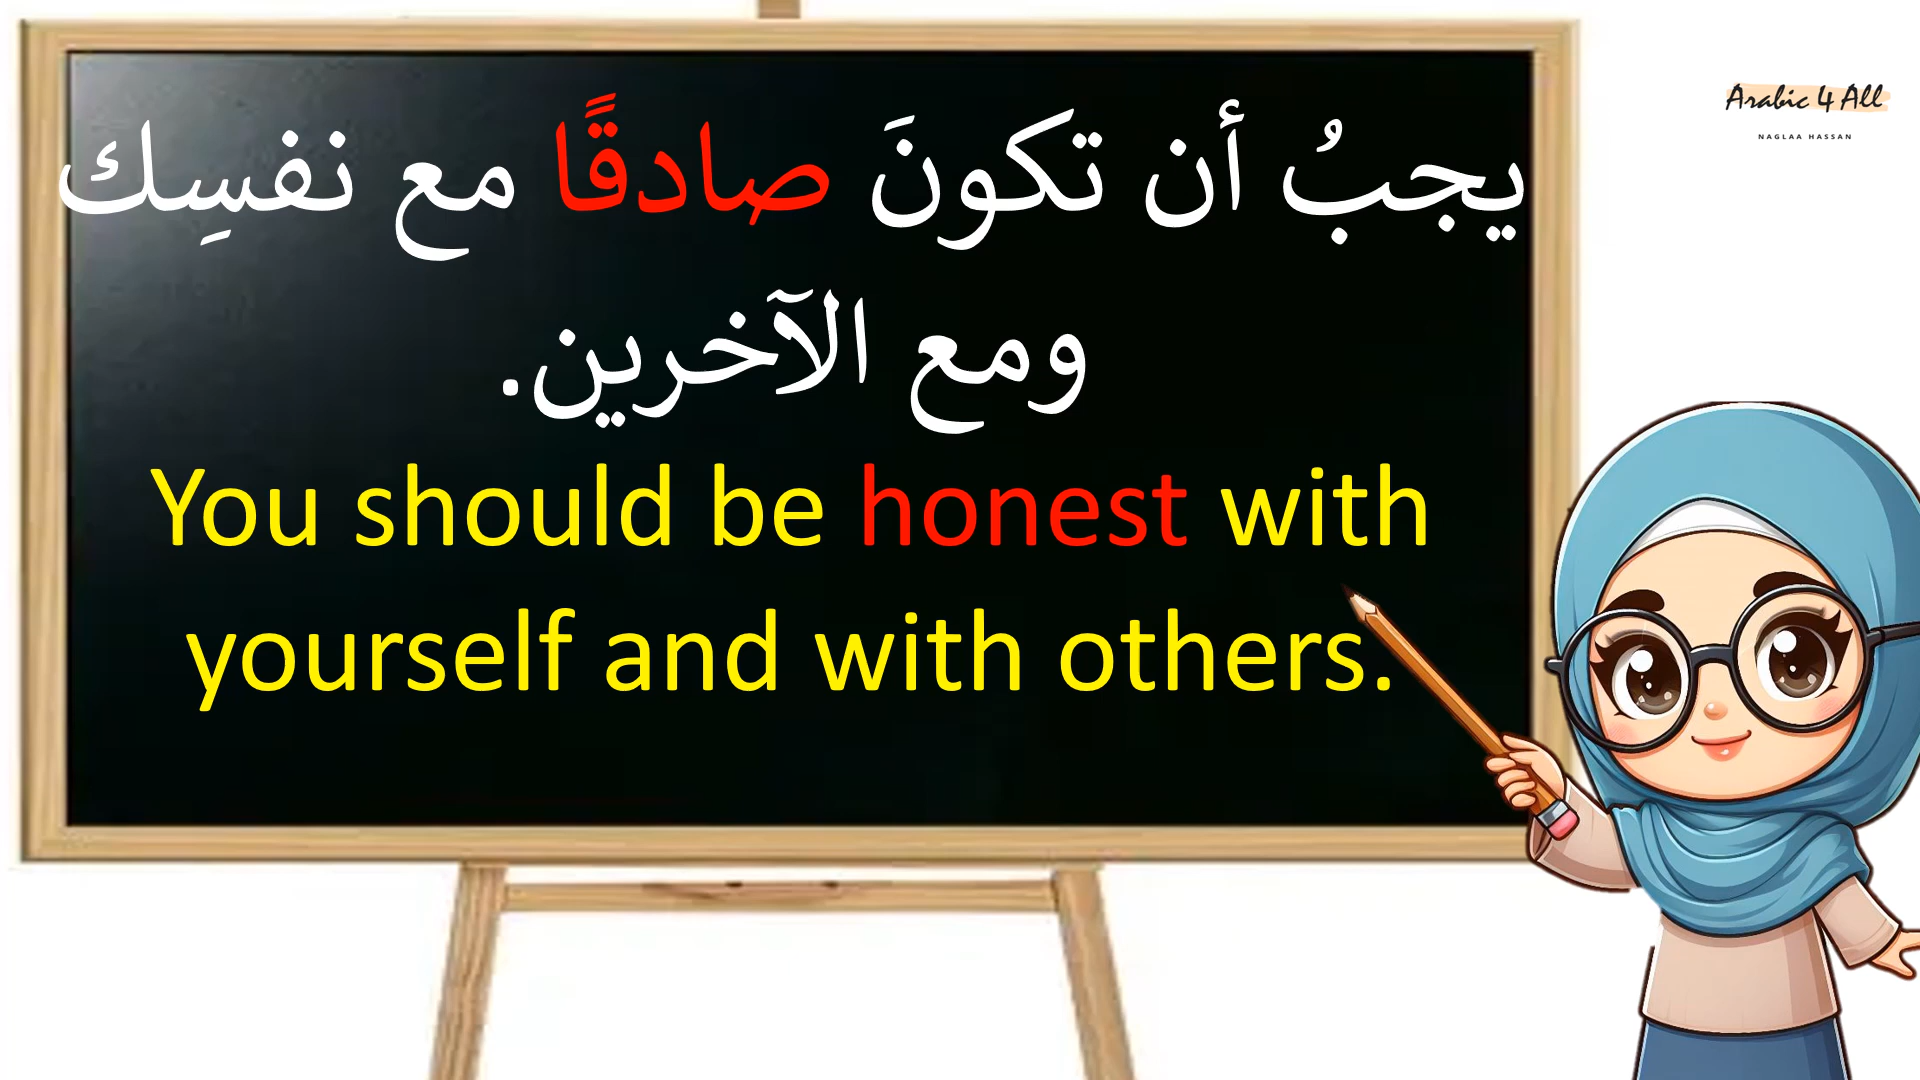 يجبُ أن تكونَ صادقًا مع نفسِك
ومع الآخرين.
You should be honest with
yourself and with others.
Arabic 4 All
NAGLAA HASSAN